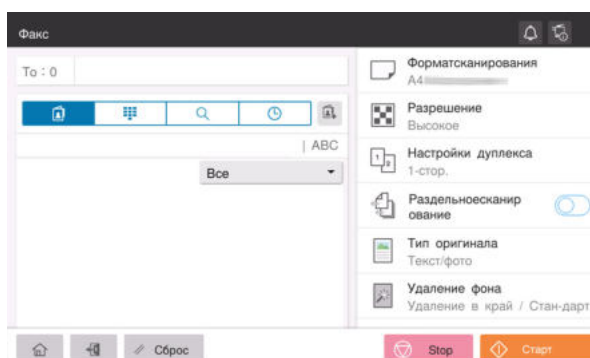 Факс
To : 0
ABC
Все
Форматсканирования
A4
Разрешение
Высокое
Настройки дуплекса
1-стор.
Раздельноесканир
ование
Тип оригинала
Текст/фото
Удаление фона
Удаление в край / Стан-дарт
Сброс
Stop
Старт